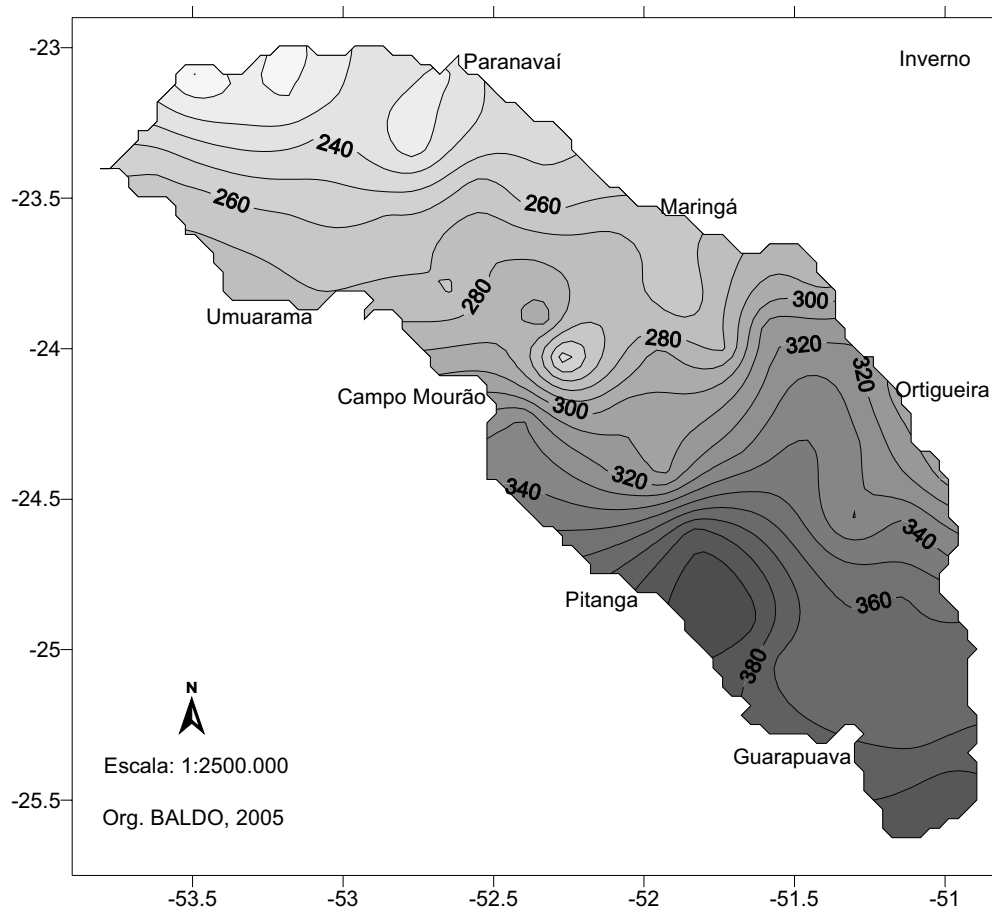 -23
Paranavaí
Inverno
240
-23.5
260
260
Maringá
280
300
Umuarama
-24
280
320
320
Campo Mourão
300
Ortigueira
320
-24.5
340
340
Pitanga
360
-25
380
N
Guarapuava
Escala: 1:2500.000
-25.5
Org. BALDO, 2005
-53.5 -53 -52.5 -52 -51.5 -51